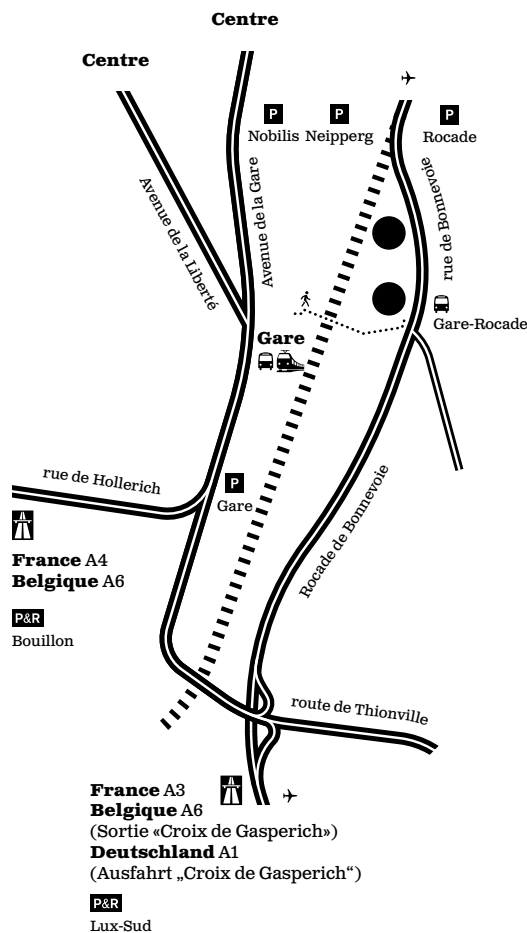 Centre
Centre
P
Nobilis
P
Neipperg
P
Rocade
Avenue de la Liberté
Avenue de la Gare
rue de Bonnevoie
Gare-Rocade
Gare
rue de Hollerich
P
Gare
Rocade de Bonnevoie
France A4
Belgique A6
P&R
Bouillon
route de Thionville
France A3
Belgique A6
(Sortie «Croix de Gasperich»)
Deutschland A1
(Ausfahrt „Croix de Gasperich“)
P&R
Lux-Sud